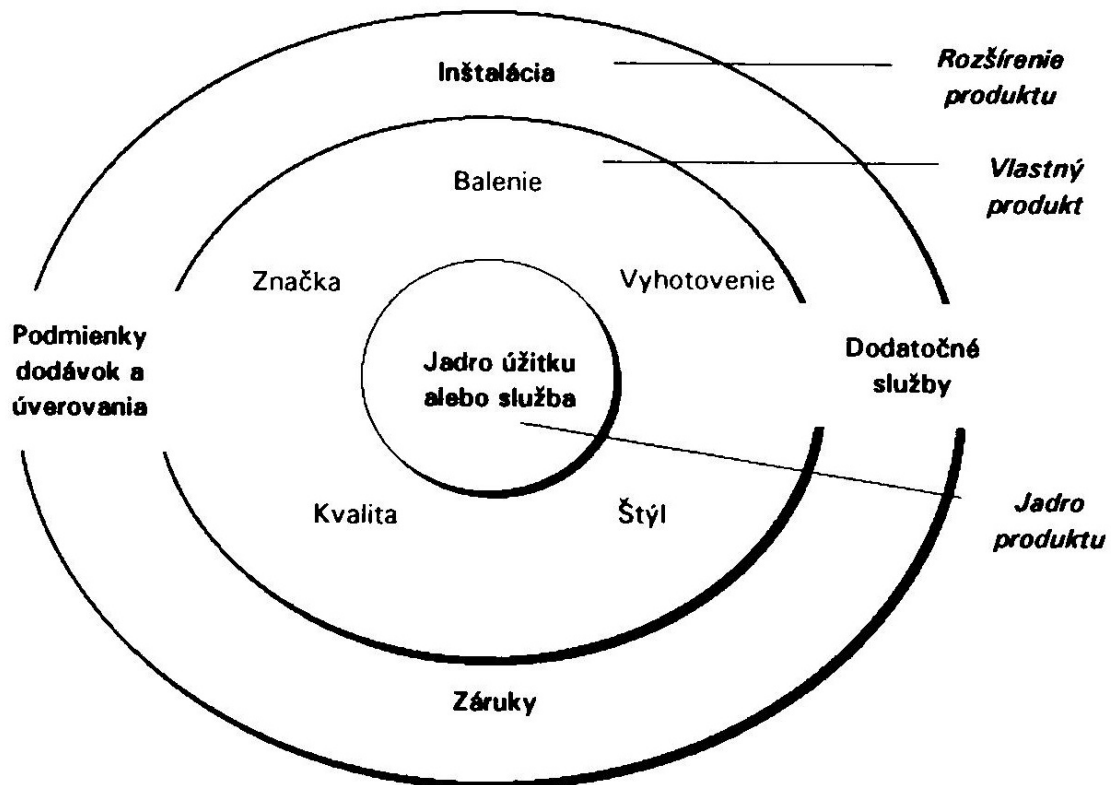 Inštalácia
Rozšírenie
produktu
Balenie
Vlastný
produkt
Značka
Vyhotovenie
Podmienky
dodávok a
úverovania
Jadro úžitku
alebo služba
Dodatočné
služby
Kvalita
Štýl
Jadro
produktu
Záruky